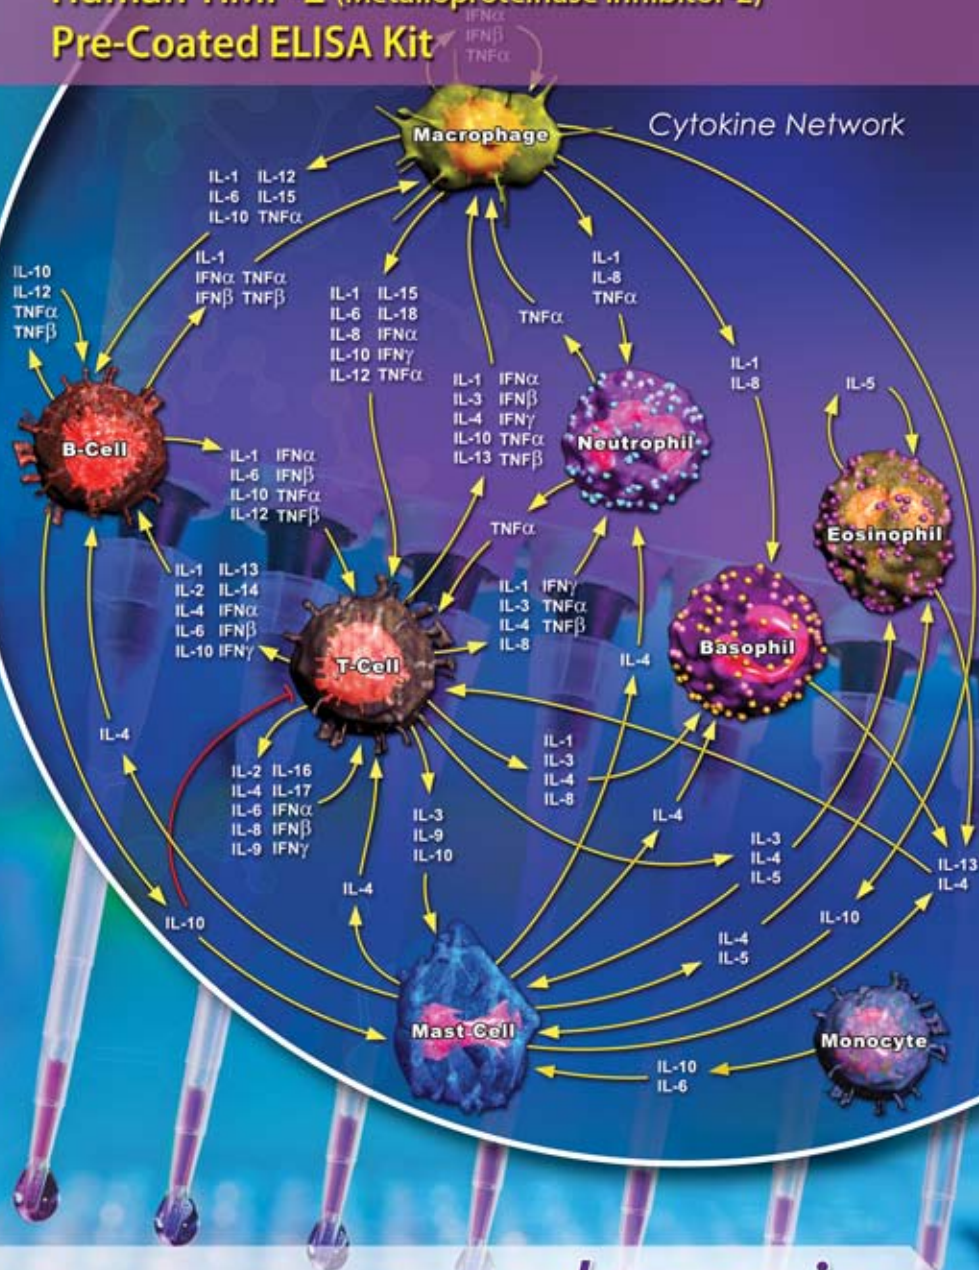 Human TIMP-2 (Metalloproteinase inhibitor 2)
Pre-Coated ELISA Kit
IFNα
IFNβ
TNFα
Cytokine Network
Macrophage
IL-1 IL-12
IL-6 IL-15
IL-10 TNFα
IL-1
IFNα TNFα
IFNβ TNFβ
IL-10
IL-12
TNFα
TNFβ
IL-1 IL-15
IL-6 IL-18
IL-8 IFNα
IL-10 IFNγ
IL-12 TNFα
IL-1
IL-8
TNFα
TNFα
IL-1
IL-8
IL-5
IL-1 IFNα
IL-3 IFNβ
IL-4 IFNγ
IL-10 TNFα
IL-13 TNFβ
B-Cell
Neutrophil
IL-1 IFNα
IL-6 IFNβ
IL-10 TNFα
IL-12 TNFβ
TNFα
Eosinophil
IL-1 IL-13
IL-2 IL-14
IL-4 IFNα
IL-6 IFNβ
IL-10 IFNγ
IL-1 IFNγ
IL-3 TNFα
IL-4 TNFβ
IL-8
T-Cell
IL-4
Basophil
IL-4
IL-1
IL-3
IL-4
IL-8
IL-2 IL-16
IL-4 IL-17
IL-6 IFNα
IL-8 IFNβ
IL-9 IFNγ
IL-3
IL-9
IL-10
IL-4
IL-3
IL-4
IL-5
IL-13
IL-4
IL-4
IL-10
IL-10
IL-4
IL-5
Mast Cell
Monocyte
IL-10
IL-6